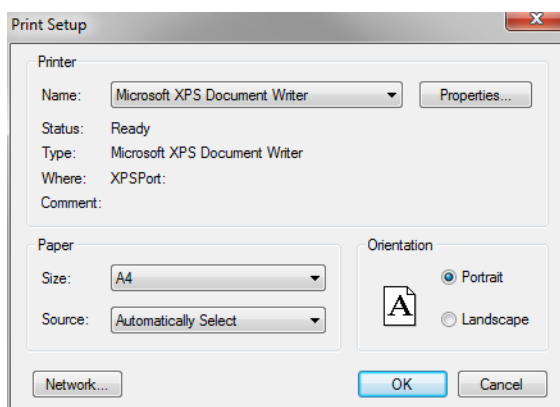 Print Setup
Printer
Name: Microsoft XPS Document Writer Properties...
Status: Ready
Type: Microsoft XPS Document Writer
Where: XPSPort:
Comment:
Paper
Size: A4
Source: Automatically Select
Orientation
A
Portrait
Landscape
Network... OK Cancel